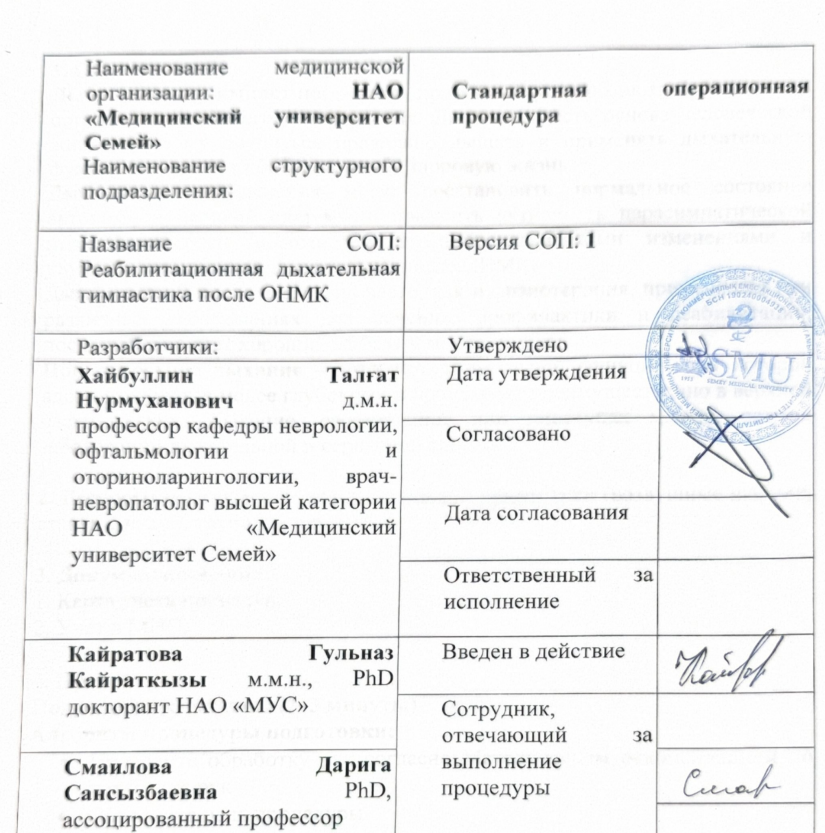 Наименование медицинской
организации: НАО
«Медицинский университет
Семей»
Наименование структурного
подразделения:
Стандартная операционная
процедура
Название СОП:
Реабилитационная дыхательная
гимнастика после ОНМК
Версия СОП: 1
Разработчики:
Утверждено
Хайбуллин Талғат
Нурмуханович д.м.н.
профессор кафедры неврологии,
офтальмологии и
оториноларингологии, врач-
невропатолог высшей категории
НАО «Медицинский
университет Семей»
Дата утверждения
Согласовано
Дата согласования
Ответственный за
исполнение
SMU
SEMEY MEDICAL UNIVERSITY
Кайратова Гульназ
Кайраткызы м.м.н., PhD
докторант НАО «МУС»
Введен в действие
Сотрудник,
отвечающий за
выполнение
процедуры
Смаилова Дарига
Сансызбаевна PhD,
ассоциированный профессор